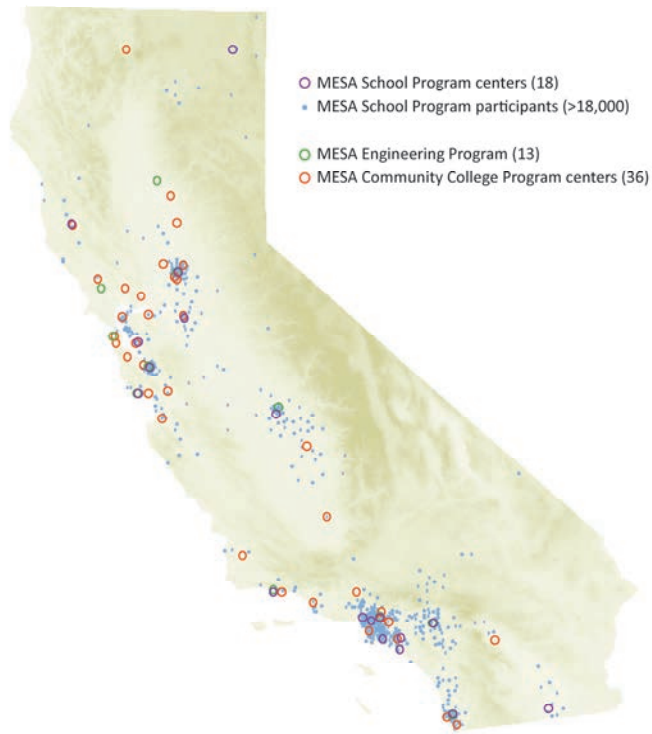 MESA School Program centers (18)
MESA School Program participants (>18,000)
MESA Engineering Program (13)
MESA Community College Program centers (36)